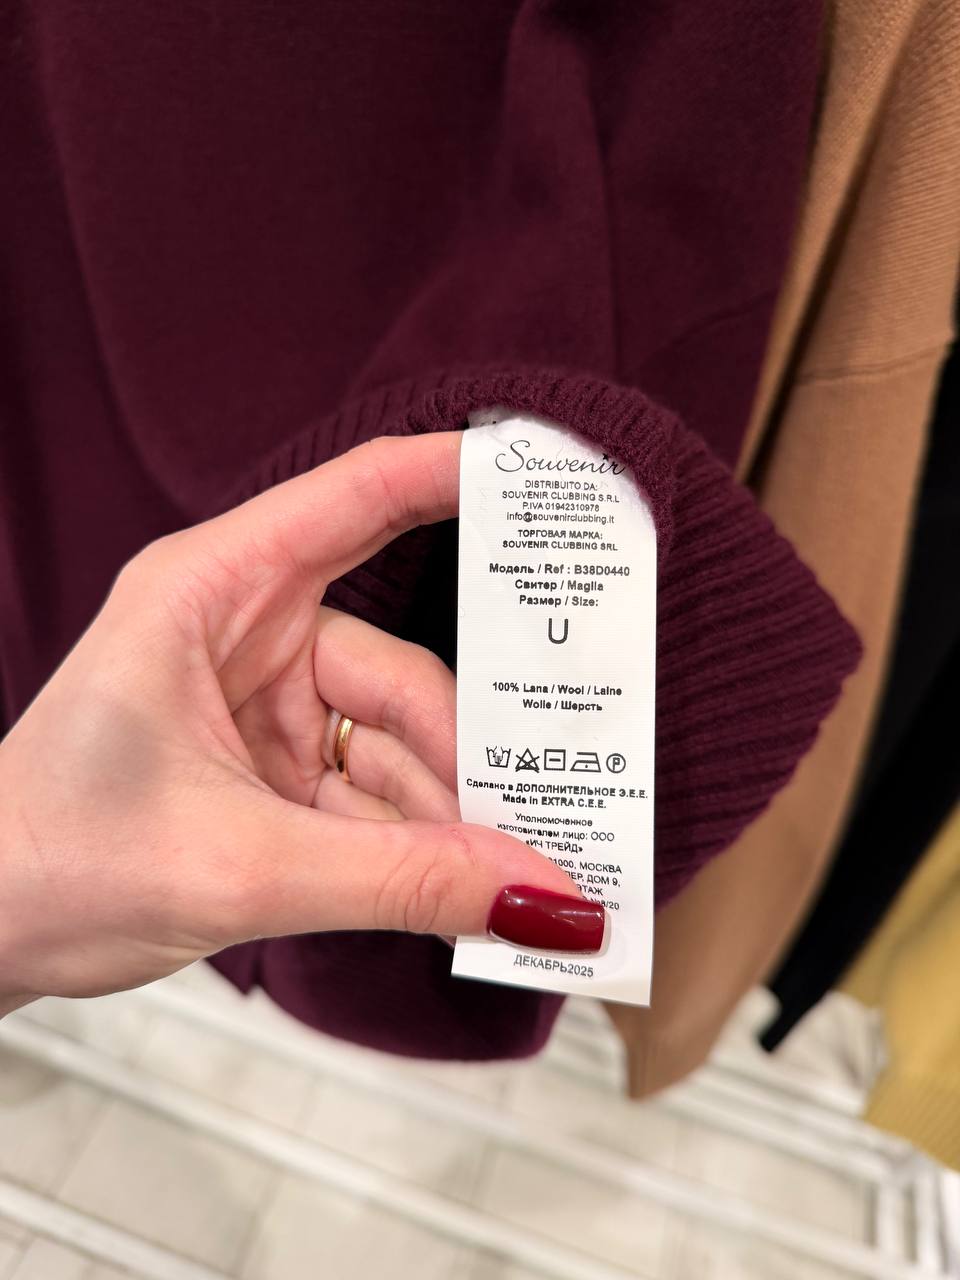 Souvenir
DISTRIBUITO DA:
SOUVENIR CLUBBING S.R.L
P.IVA 01942310978
info@souvenirclubbing.it
ТОРГОВАЯ МАРКА:
SOUVENIR CLUBBING SRL
Модель / Ref : B38D0440
Свитер / Maglia
Размер / Size:
U
100% Lana / Wool / Laine
Wolle / Шерсть
P
Сделано в ДОПОЛНИТЕЛЬНОЕ Э.Е.Е.
Made in EXTRA C.E.E.
Уполномоченное
изготовителем лицо: ООО
«ИЧ ТРЕЙД»
МОСКВА
ДОМ 9,
ЭТАЖ
ДЕКАБРЬ2025